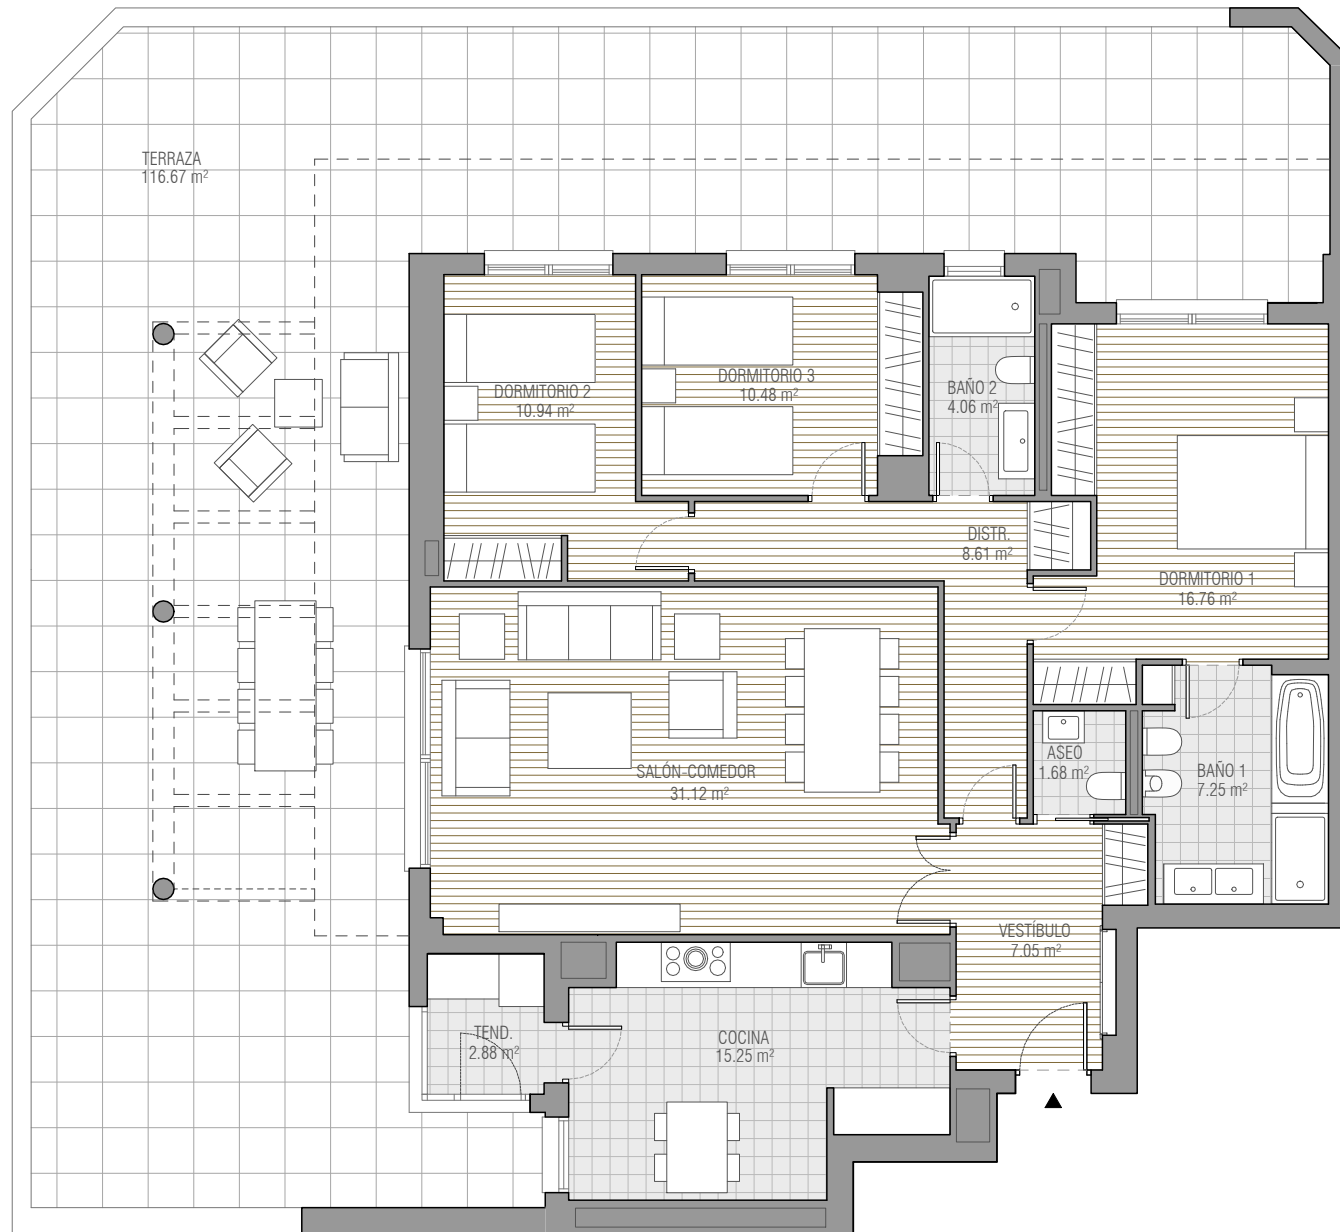 TERRAZA
116.67 m²
DORMITORIO 2
10.94 m²
DORMITORIO 3
10.48 m²
BAÑO 2
4.06 m²
DISTR.
8.61 m²
DORMITORIO 1
16.76 m²
SALÓN-COMEDOR
31.12 m²
ASEO
1.68 m²
BAÑO 1
7.25 m²
VESTÍBULO
7.05 m²
TEND.
2.88 m²
COCINA
15.25 m²